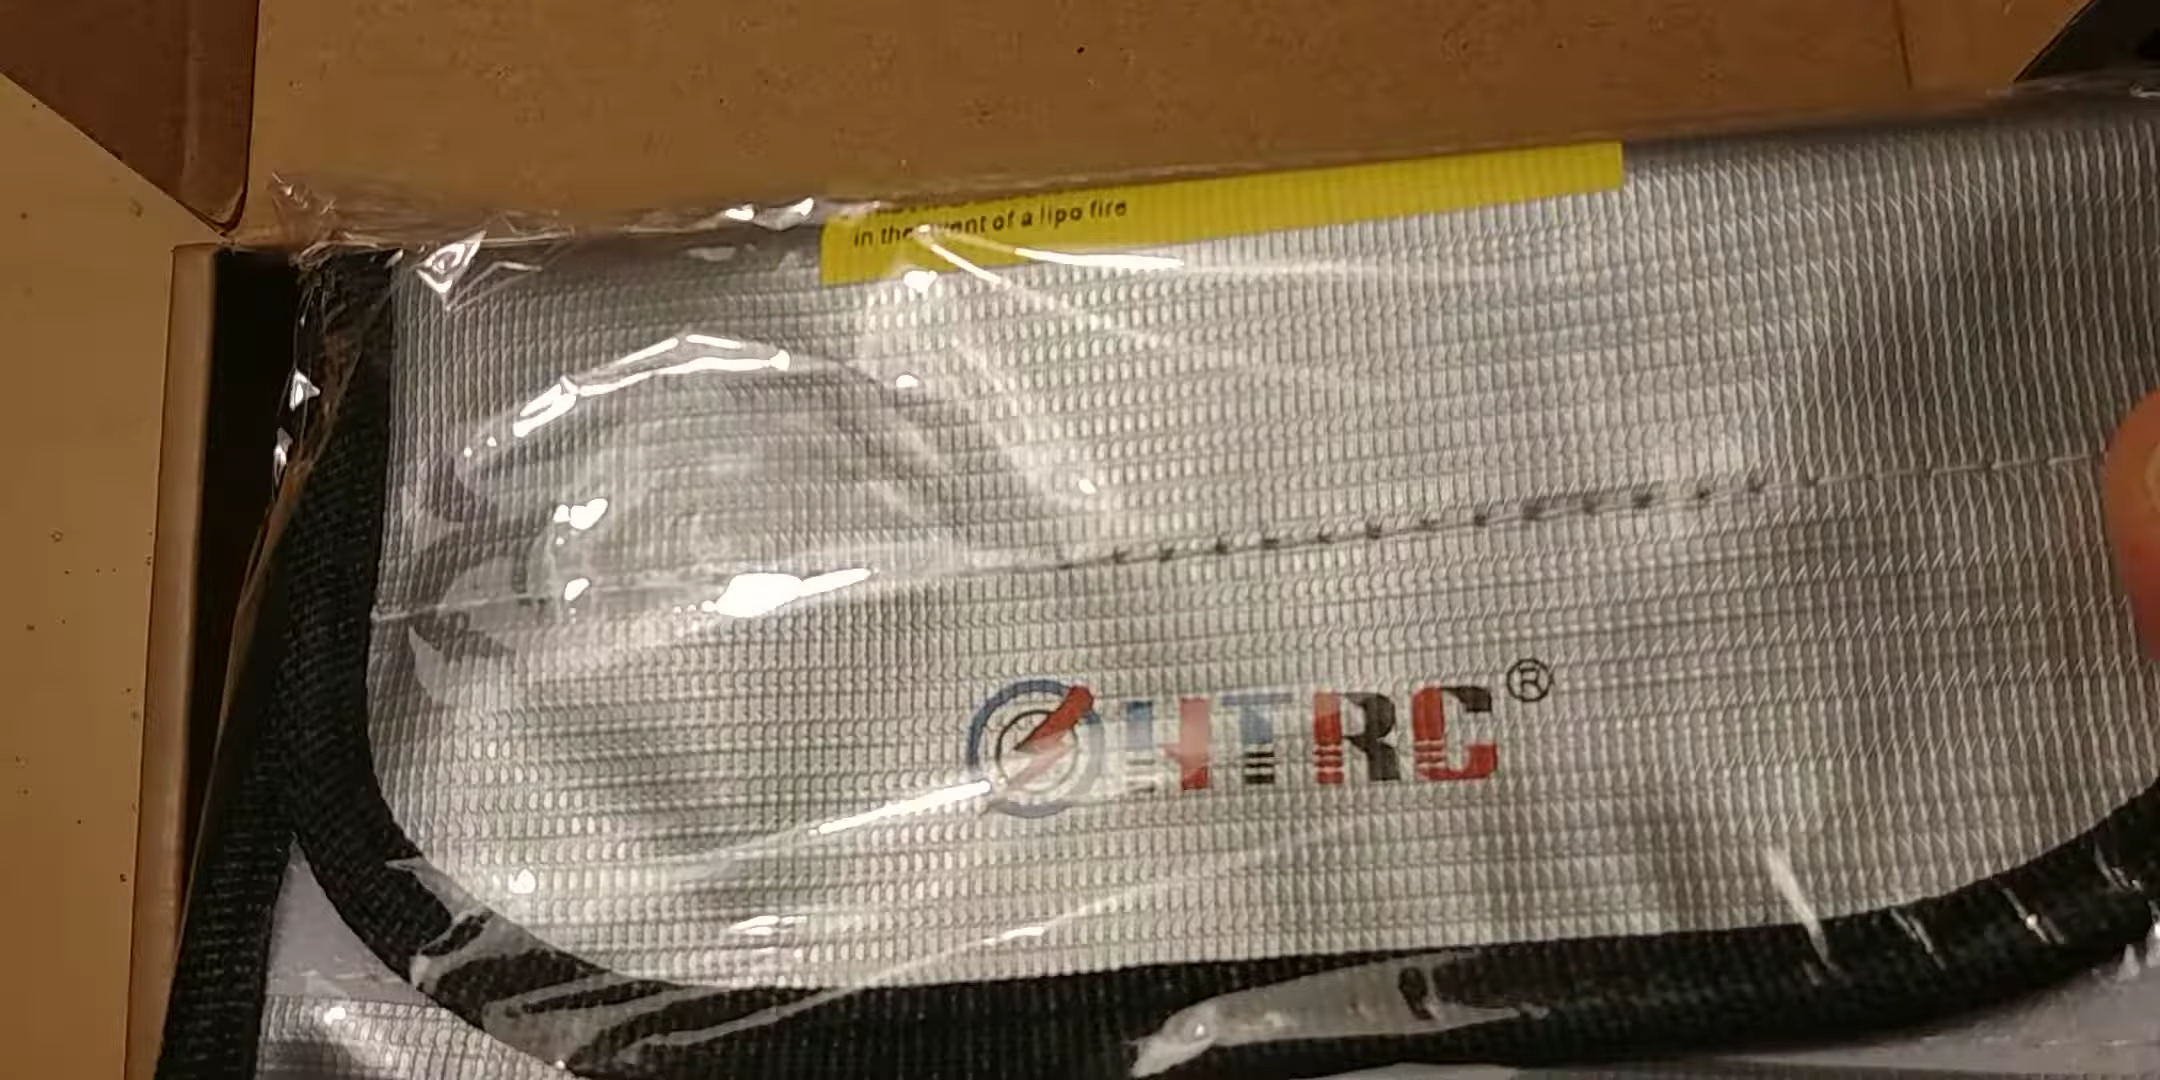 in the event of a lipo fire
HTRC®